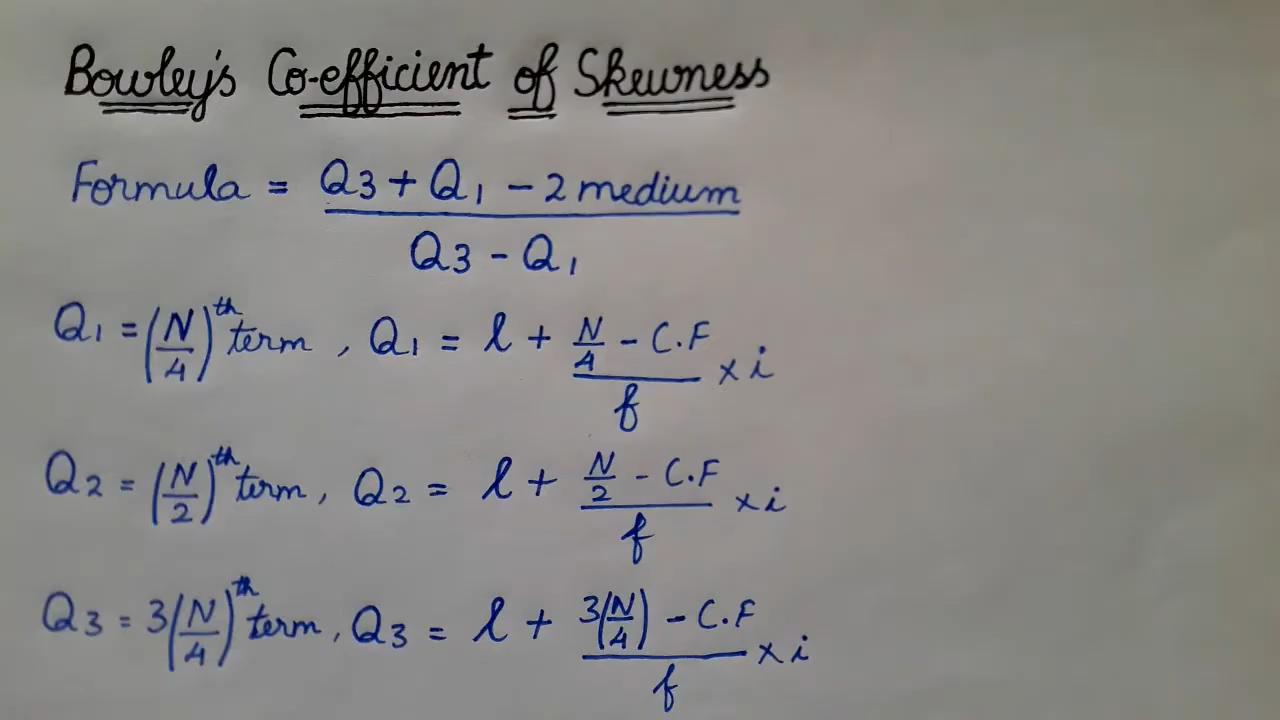 Bowley's Co-efficient of Skewness
Formula = Q3 + Q1 - 2 medium / Q3 - Q1
Q1 = (N/4)th term, Q1 = l + N/4 - C.F / f × i
Q2 = (N/2)th term, Q2 = l + N/2 - C.F / f × i
Q3 = 3(N/4)th term, Q3 = l + 3(N/4) - C.F / f × i